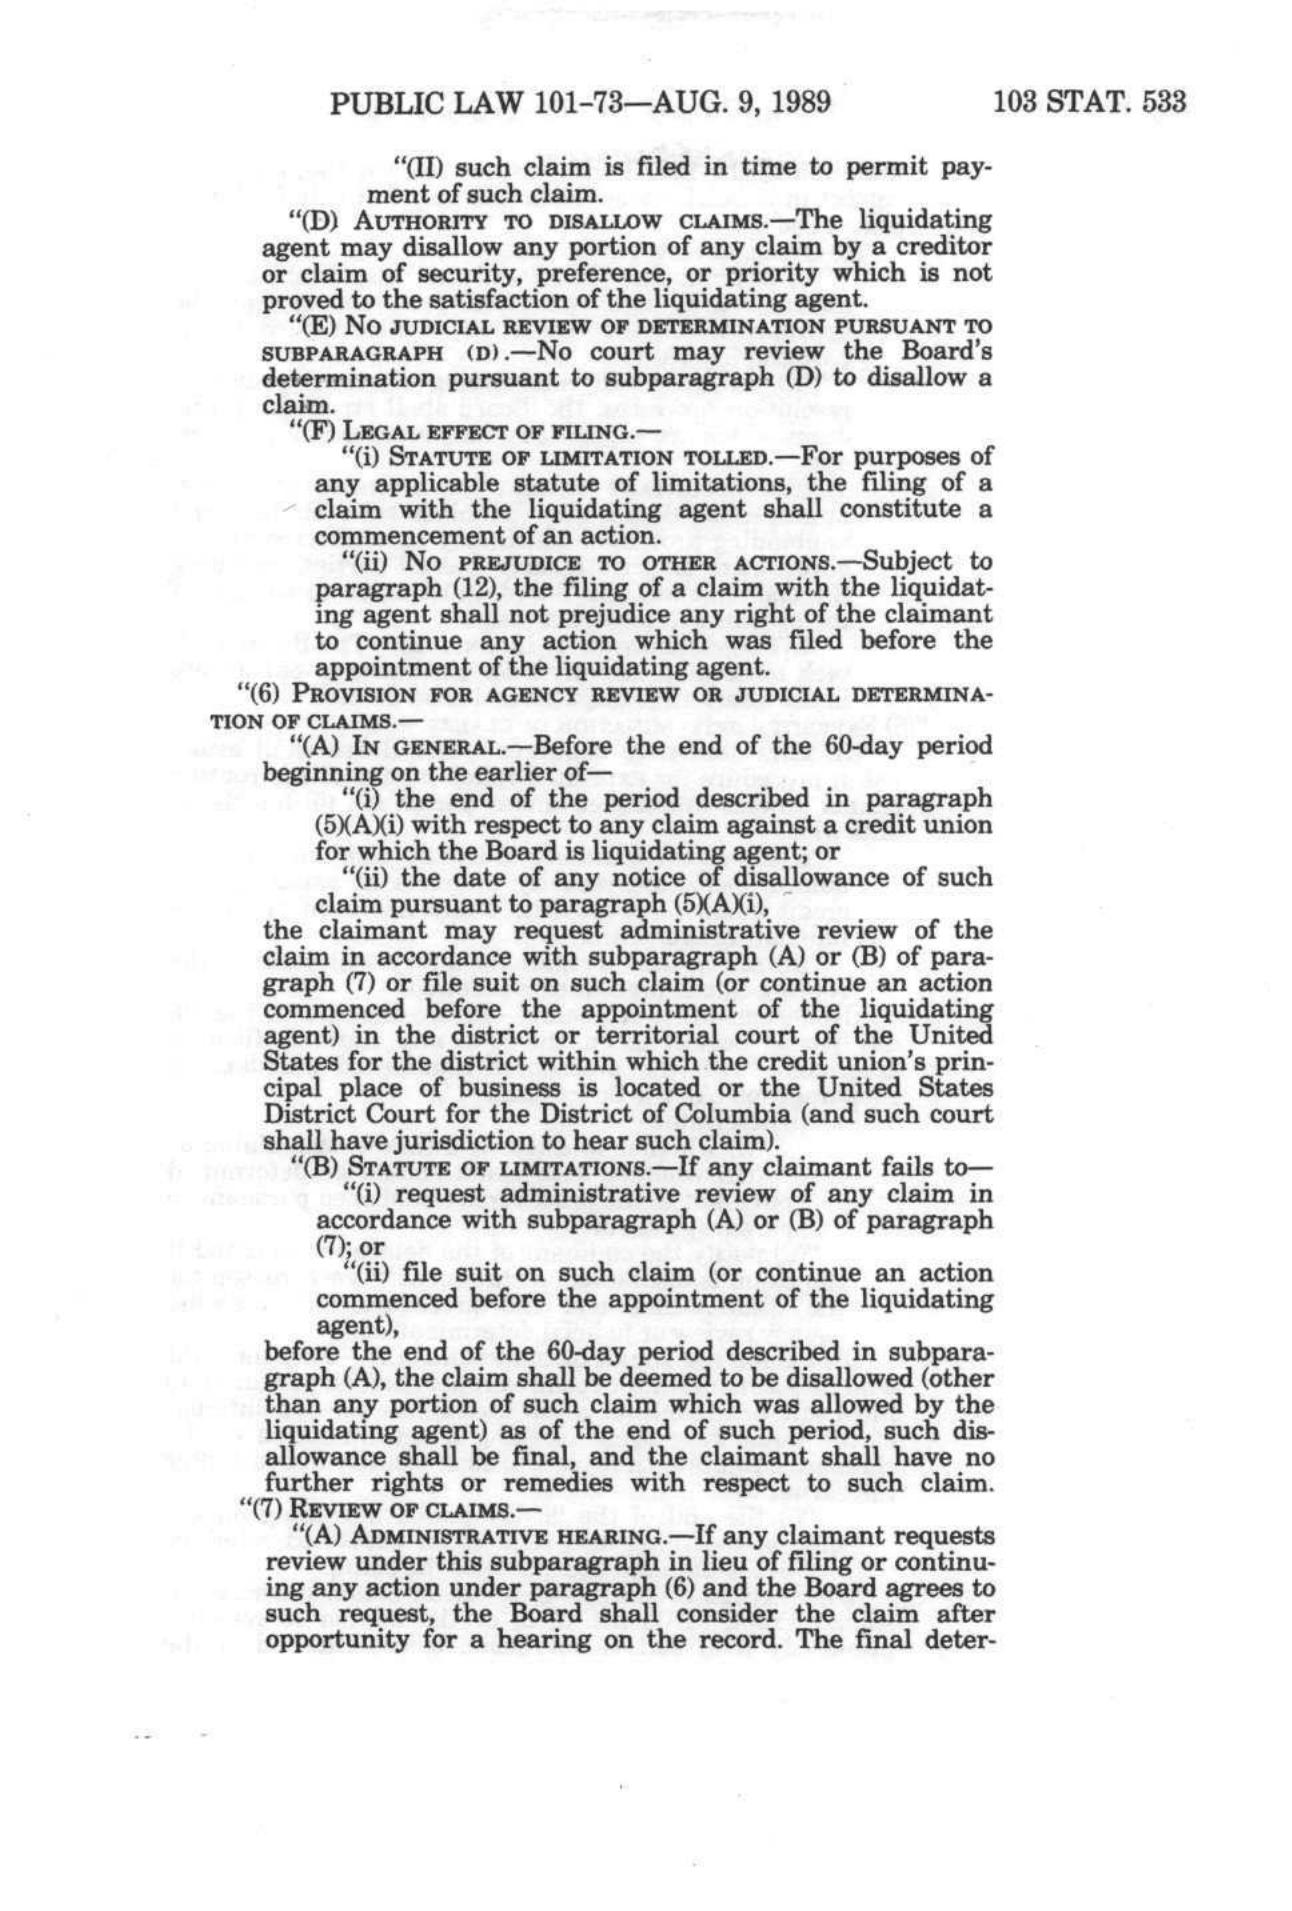 PUBLIC LAW 101-73—AUG. 9, 1989 103 STAT. 533
“(II) such claim is filed in time to permit pay-
ment of such claim.
“(D) AUTHORITY TO DISALLOW CLAIMS.—The liquidating
agent may disallow any portion of any claim by a creditor
or claim of security, preference, or priority which is not
proved to the satisfaction of the liquidating agent.
“(E) NO JUDICIAL REVIEW OF DETERMINATION PURSUANT TO
SUBPARAGRAPH (D).—No court may review the Board's
determination pursuant to subparagraph (D) to disallow a
claim.
“(F) LEGAL EFFECT OF FILING.—
“(i) STATUTE OF LIMITATION TOLLED.—For purposes of
any applicable statute of limitations, the filing of a
claim with the liquidating agent shall constitute a
commencement of an action.
“(ii) NO PREJUDICE TO OTHER ACTIONS.—Subject to
paragraph (12), the filing of a claim with the liquidat-
ing agent shall not prejudice any right of the claimant
to continue any action which was filed before the
appointment of the liquidating agent.
“(6) PROVISION FOR AGENCY REVIEW OR JUDICIAL DETERMINA-
TION OF CLAIMS.—
“(A) IN GENERAL.—Before the end of the 60-day period
beginning on the earlier of—
“(i) the end of the period described in paragraph
(5)(A)(i) with respect to any claim against a credit union
for which the Board is liquidating agent; or
“(ii) the date of any notice of disallowance of such
claim pursuant to paragraph (5)(A)(i),
the claimant may request administrative review of the
claim in accordance with subparagraph (A) or (B) of para-
graph (7) or file suit on such claim (or continue an action
commenced before the appointment of the liquidating
agent) in the district or territorial court of the United
States for the district within which the credit union's prin-
cipal place of business is located or the United States
District Court for the District of Columbia (and such court
shall have jurisdiction to hear such claim).
“(B) STATUTE OF LIMITATIONS.—If any claimant fails to—
“(i) request administrative review of any claim in
accordance with subparagraph (A) or (B) of paragraph
(7); or
“(ii) file suit on such claim (or continue an action
commenced before the appointment of the liquidating
agent),
before the end of the 60-day period described in subpara-
graph (A), the claim shall be deemed to be disallowed (other
than any portion of such claim which was allowed by the
liquidating agent) as of the end of such period, such dis-
allowance shall be final, and the claimant shall have no
further rights or remedies with respect to such claim.
“(7) REVIEW OF CLAIMS.—
“(A) ADMINISTRATIVE HEARING.—If any claimant requests
review under this subparagraph in lieu of filing or continu-
ing any action under paragraph (6) and the Board agrees to
such request, the Board shall consider the claim after
opportunity for a hearing on the record. The final deter-